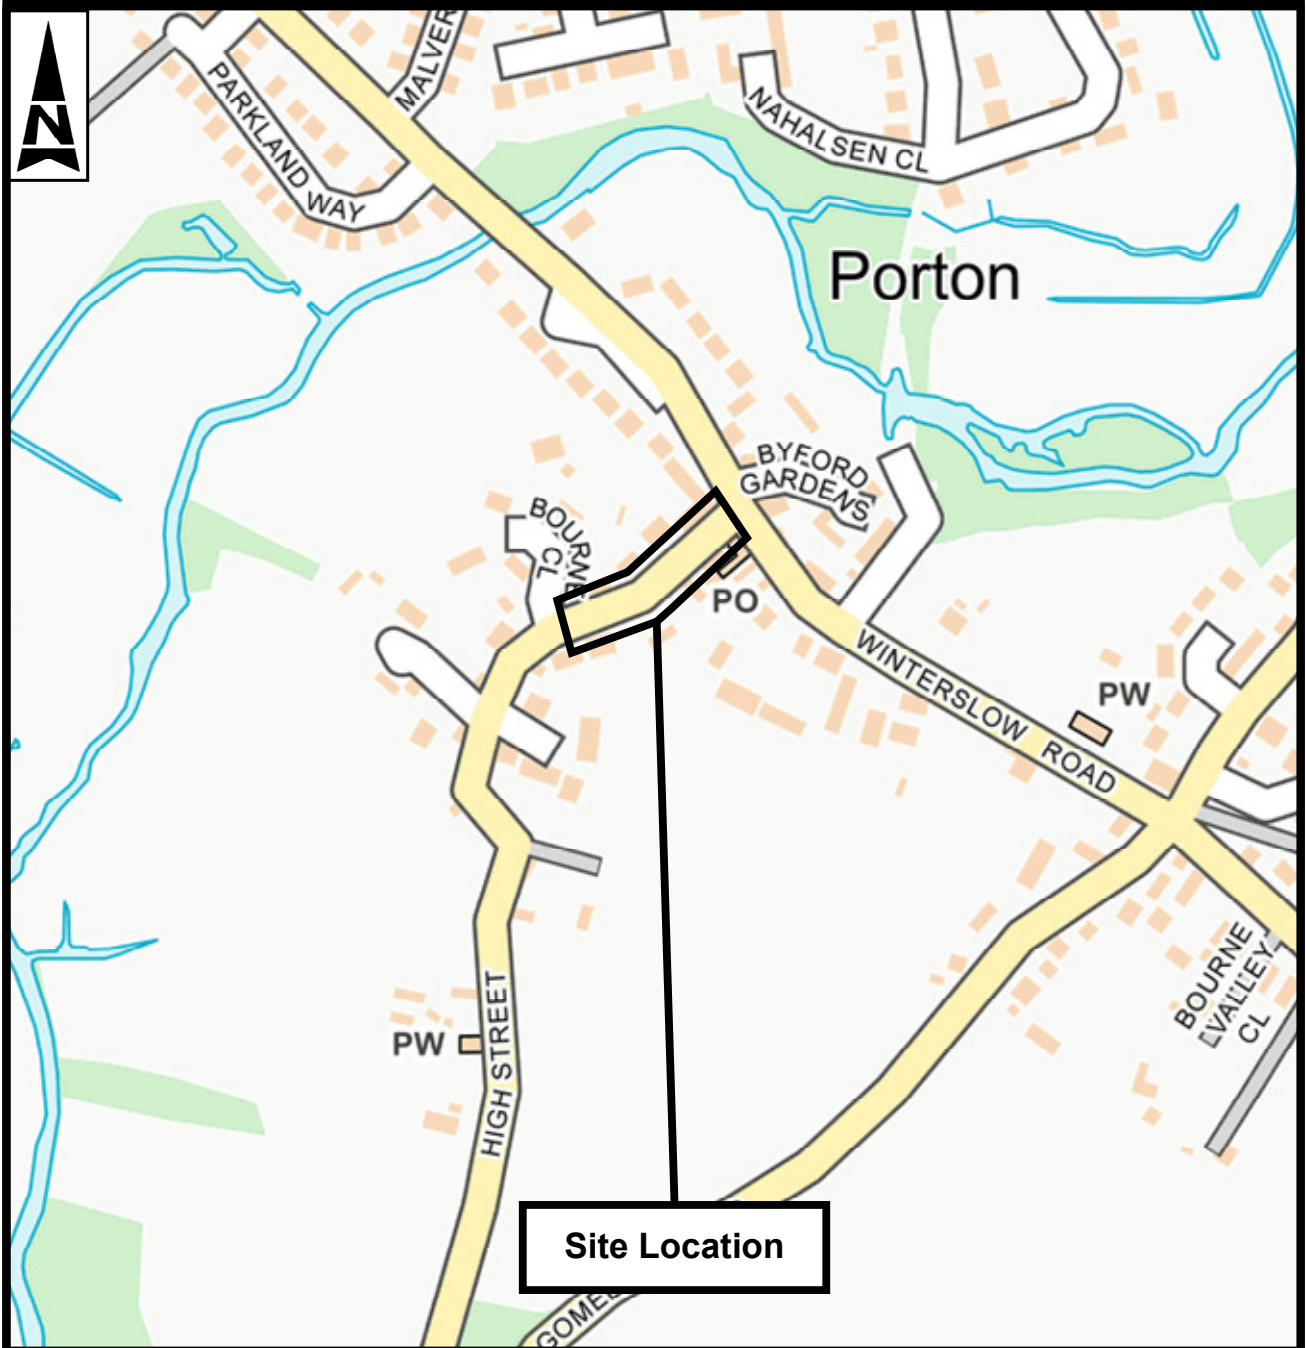 N
PARKLAND WAY
MALVER
NAHALSEN CL
Porton
BYFORD
GARDENS
BOURNE
CL
PO
WINTERSLOW ROAD
PW
BOURNE
VALLEY
CL
PW
HIGH STREET
Site Location
GOME